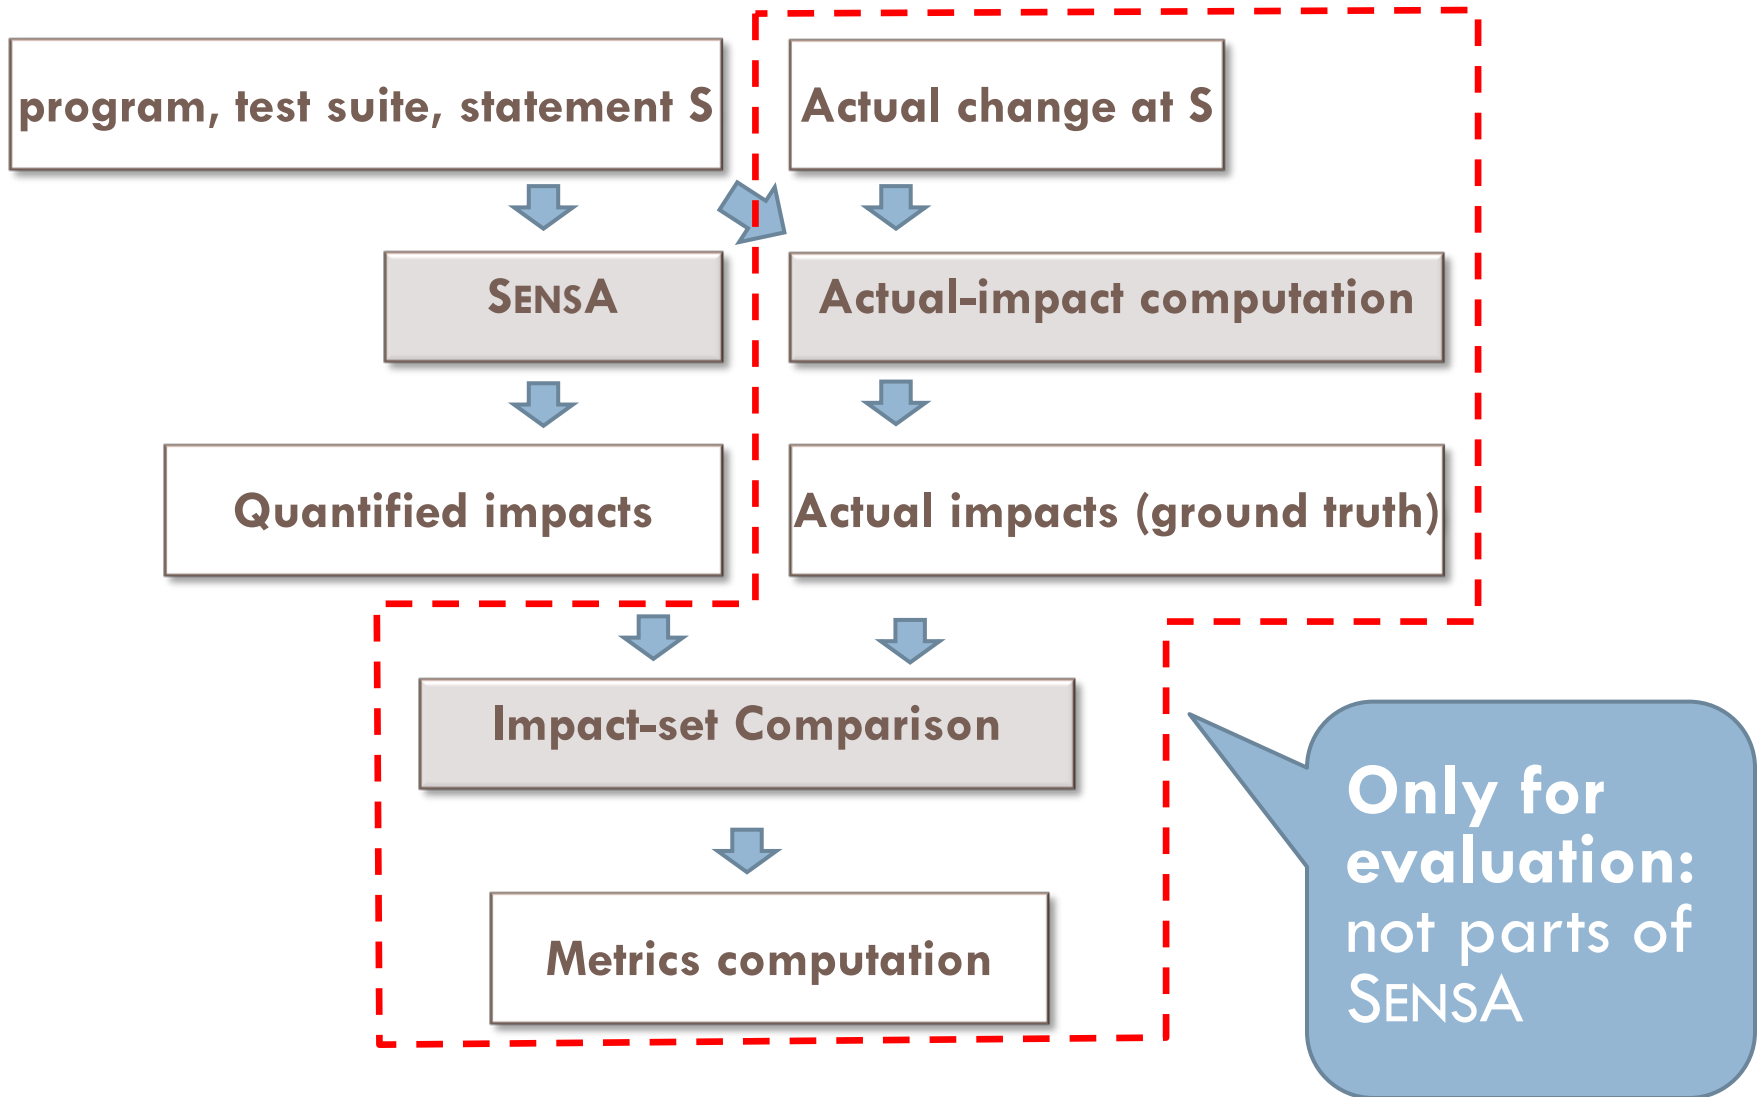 program, test suite, statement S
Actual change at S
SENSA
Actual-impact computation
Quantified impacts
Actual impacts (ground truth)
Impact-set Comparison
Metrics computation
Only for
evaluation:
not parts of
SENSA